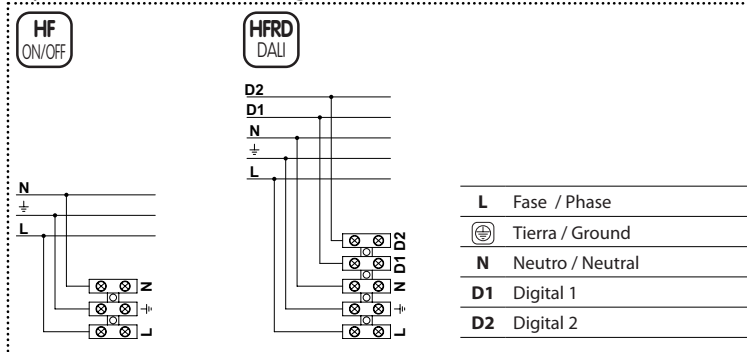 HF
ON/OFF
N
⏚
L
N
⏚
L
HFRD
DALI
D2
D1
N
⏚
L
D2
D1
N
⏚
L
L Fase / Phase
⏚ Tierra / Ground
N Neutro / Neutral
D1 Digital 1
D2 Digital 2